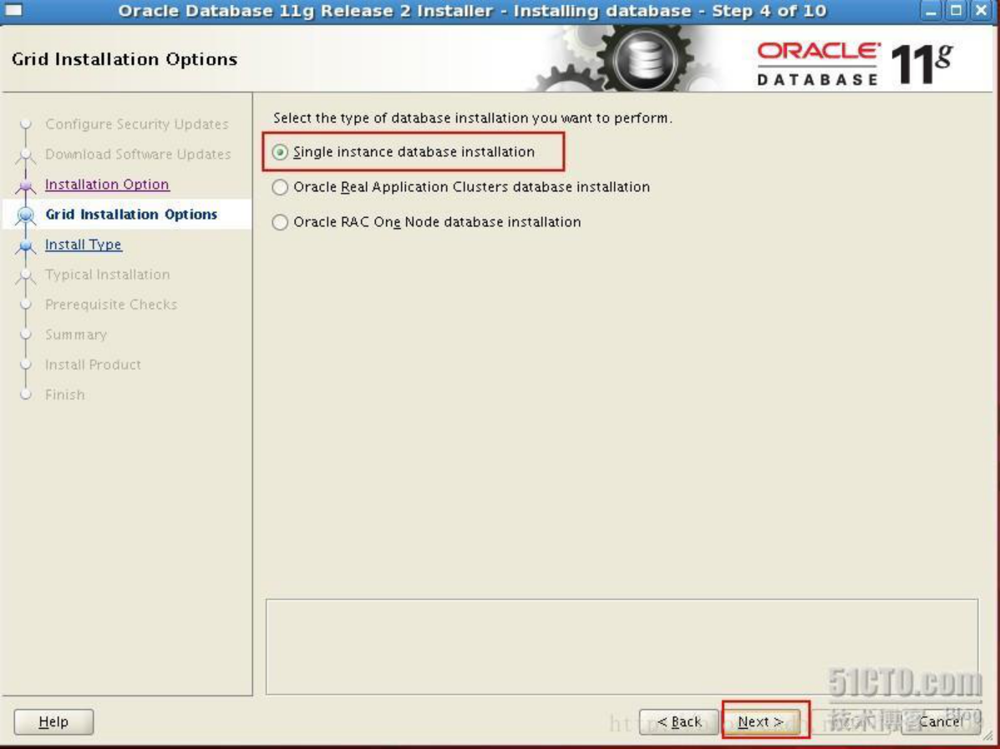 Oracle Database 11g Release 2 Installer - Installing database - Step 4 of 10
Grid Installation Options
ORACLE
DATABASE
11g
Configure Security Updates
Download Software Updates
Installation Option
Grid Installation Options
Install Type
Typical Installation
Prerequisite Checks
Summary
Install Product
Finish
Select the type of database installation you want to perform.
Single instance database installation
Oracle Real Application Clusters database installation
Oracle RAC One Node database installation
51CTO.com
技术博客 Blog
Help
< Back
Next >
Cancel